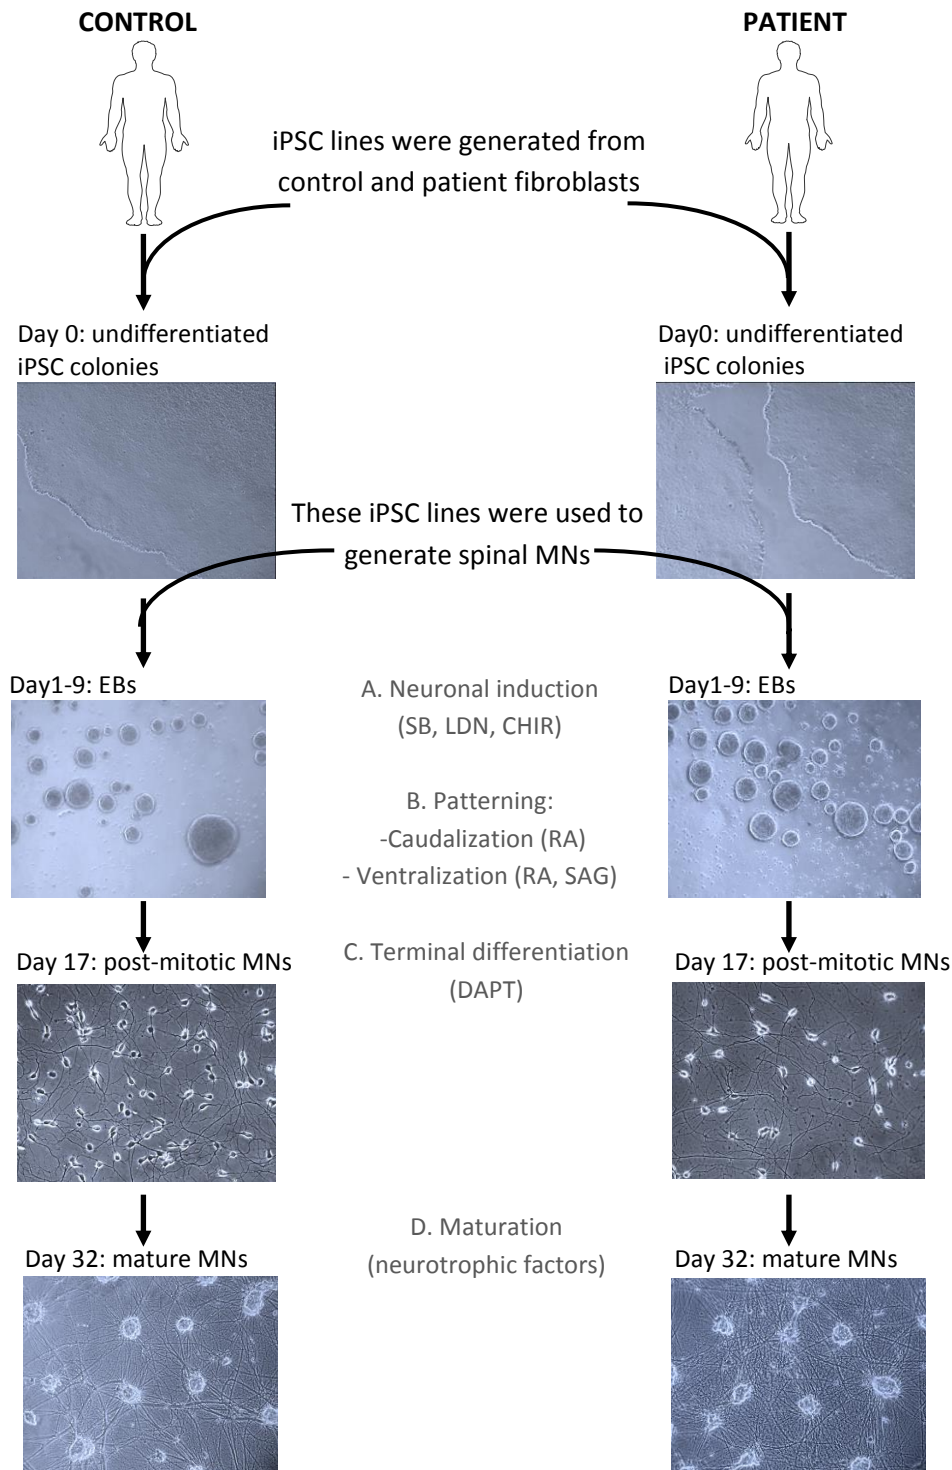 CONTROL
PATIENT
iPSC lines were generated from
control and patient fibroblasts
Day 0: undifferentiated
iPSC colonies
Day0: undifferentiated
iPSC colonies
These iPSC lines were used to
generate spinal MNs
Day1-9: EBs
Day1-9: EBs
A. Neuronal induction
(SB, LDN, CHIR)
B. Patterning:
-Caudalization (RA)
- Ventralization (RA, SAG)
C. Terminal differentiation
(DAPT)
Day 17: post-mitotic MNs
Day 17: post-mitotic MNs
D. Maturation
(neurotrophic factors)
Day 32: mature MNs
Day 32: mature MNs